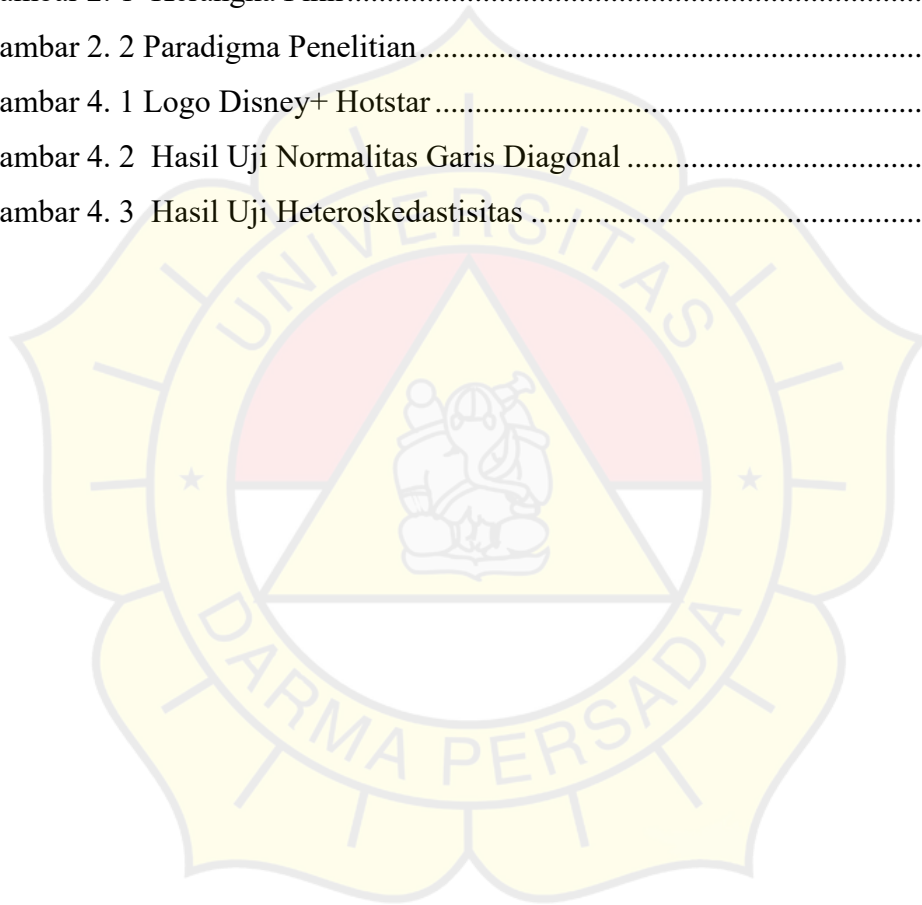 ambar 2. 2 Paradigma Penelitian
ambar 4. 1 Logo Disney+ Hotstar
ambar 4. 2 Hasil Uji Normalitas Garis Diagonal
ambar 4. 3 Hasil Uji Heteroskedastisitas
UNIVERSITAS
DARMA PERSADA